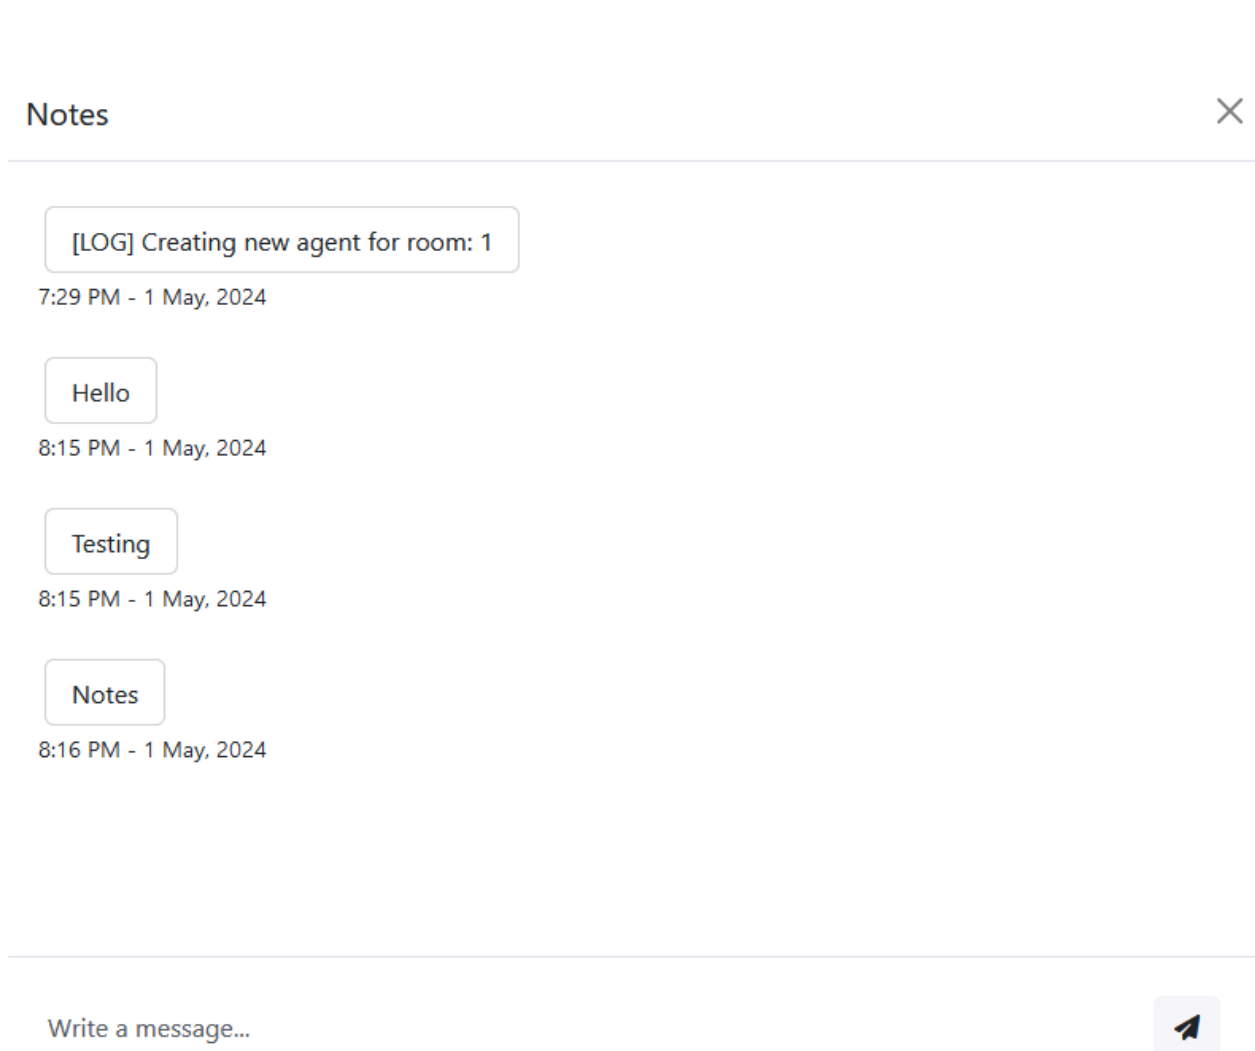 Notes
[LOG] Creating new agent for room: 1
7:29 PM - 1 May, 2024
Hello
8:15 PM - 1 May, 2024
Testing
8:15 PM - 1 May, 2024
Notes
8:16 PM - 1 May, 2024
Write a message...